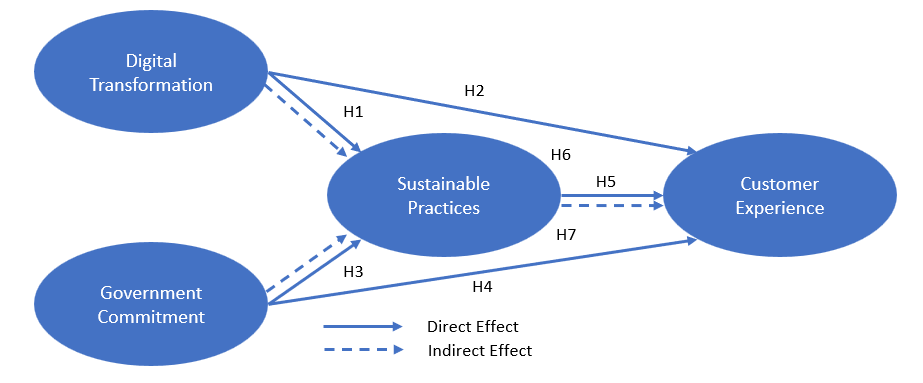 Digital
Transformation
H1
H2
H6
Sustainable
Practices
H5
Customer
Experience
H7
Government
Commitment
H3
H4
Direct Effect
Indirect Effect